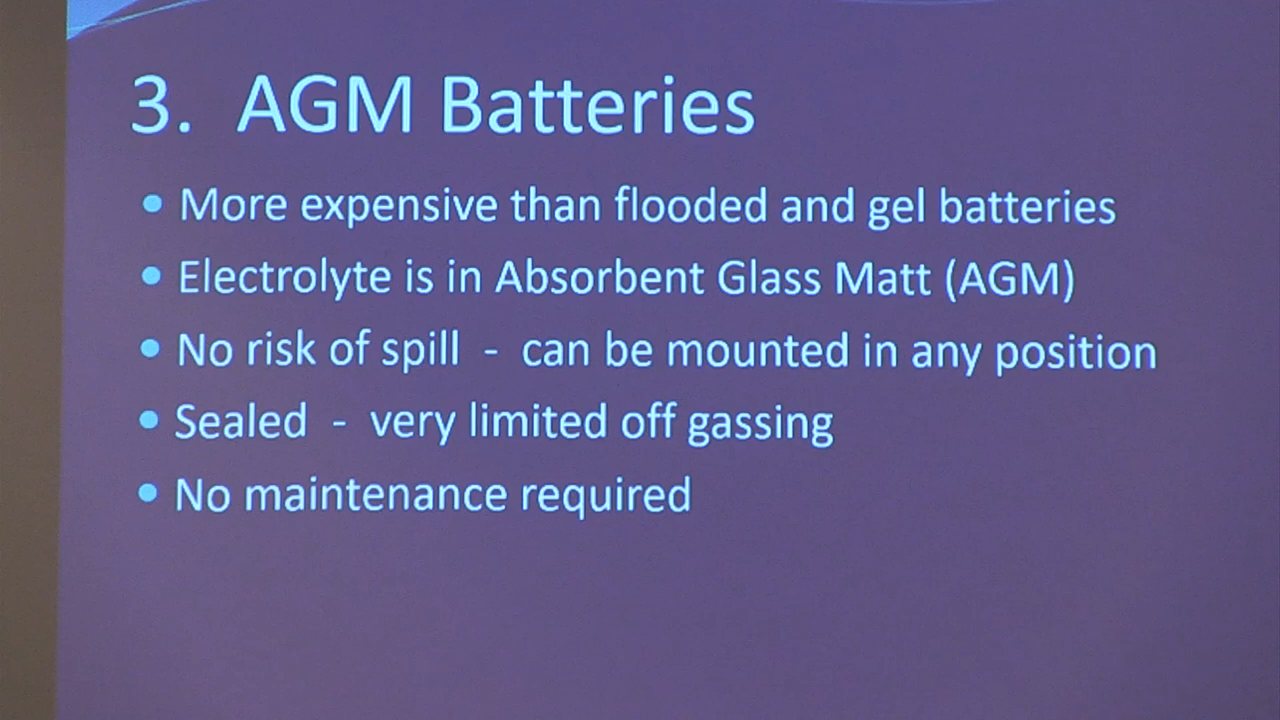 3. AGM Batteries
• More expensive than flooded and gel batteries
• Electrolyte is in Absorbent Glass Matt (AGM)
• No risk of spill - can be mounted in any position
• Sealed - very limited off gassing
• No maintenance required